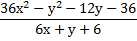 36x² − y² − 12y − 36
6x + y + 6